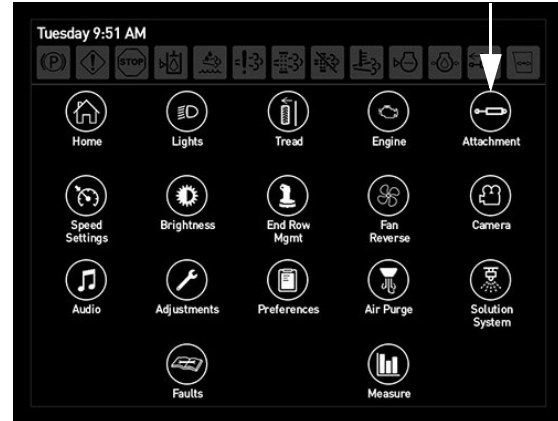 Tuesday 9:51 AM
(P) STOP
Home Lights Tread Engine Attachment
Speed Settings Brightness End Row Mgmt Fan Reverse Camera
Audio Adjustments Preferences Air Purge Solution System
Faults Measure